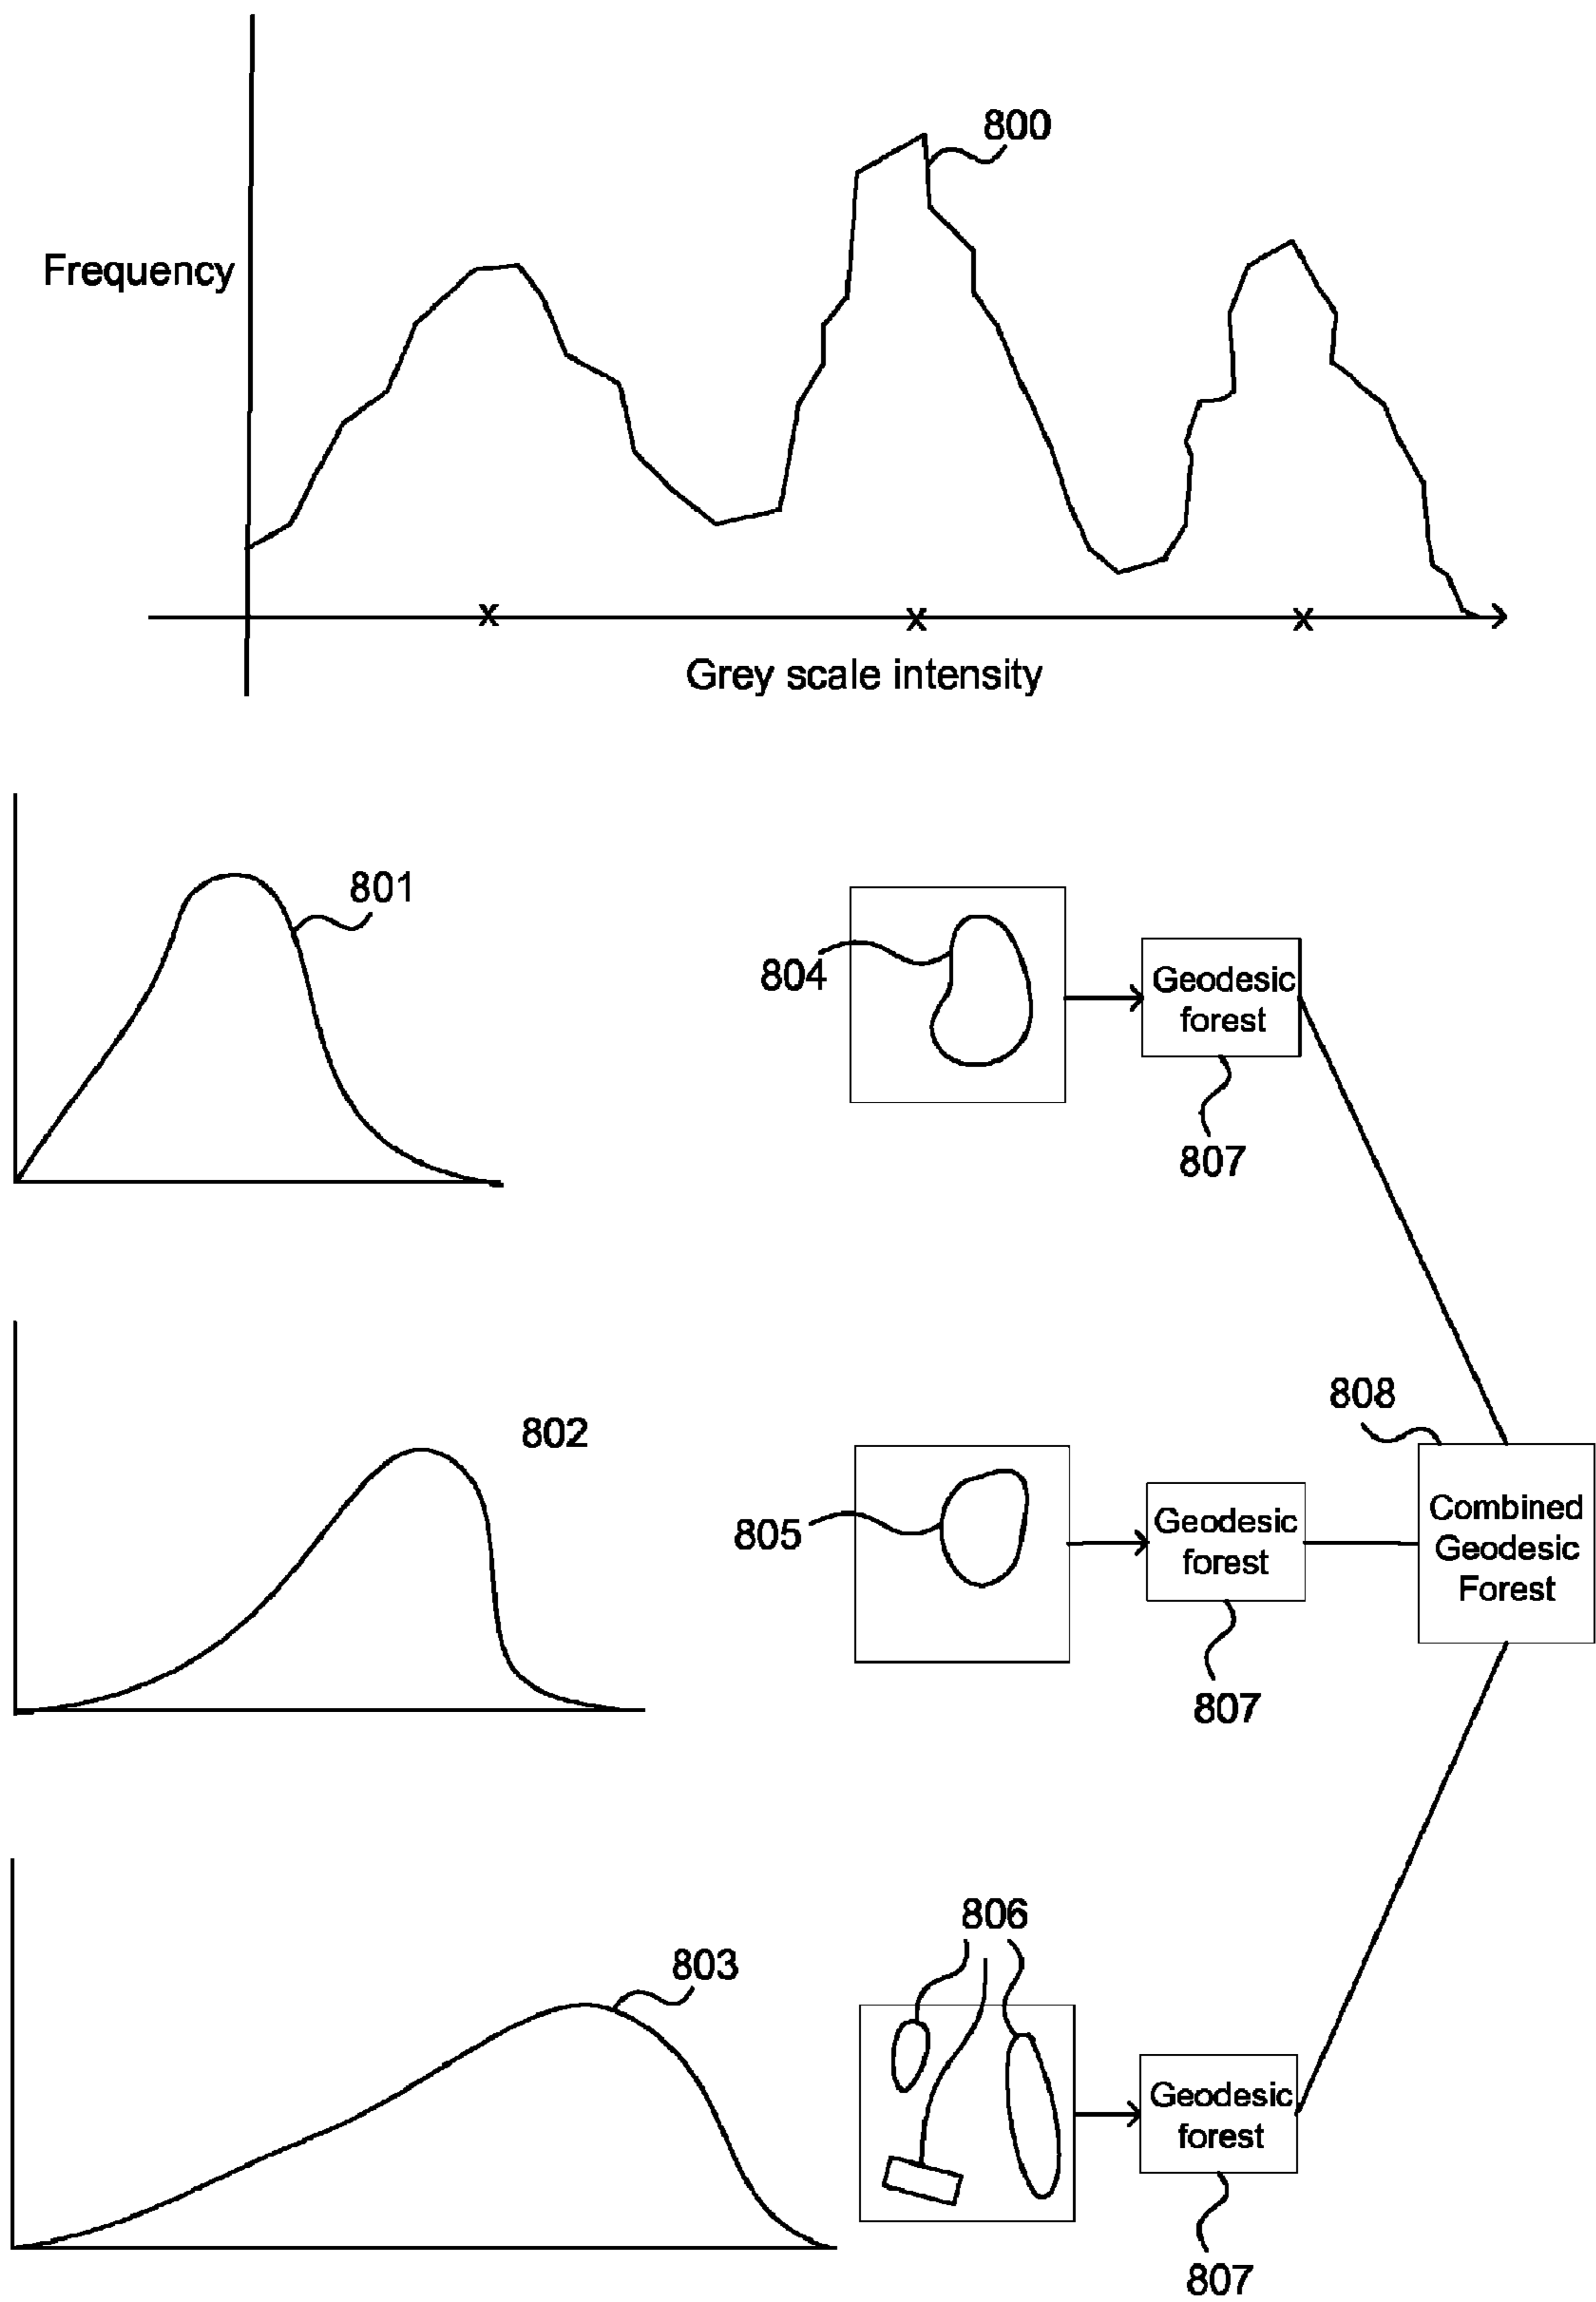 800
Frequency
x x x
Grey scale intensity
801
804
Geodesic
forest
807
802
808
805
Geodesic
forest
Combined
Geodesic
Forest
807
803
806
Geodesic
forest
807